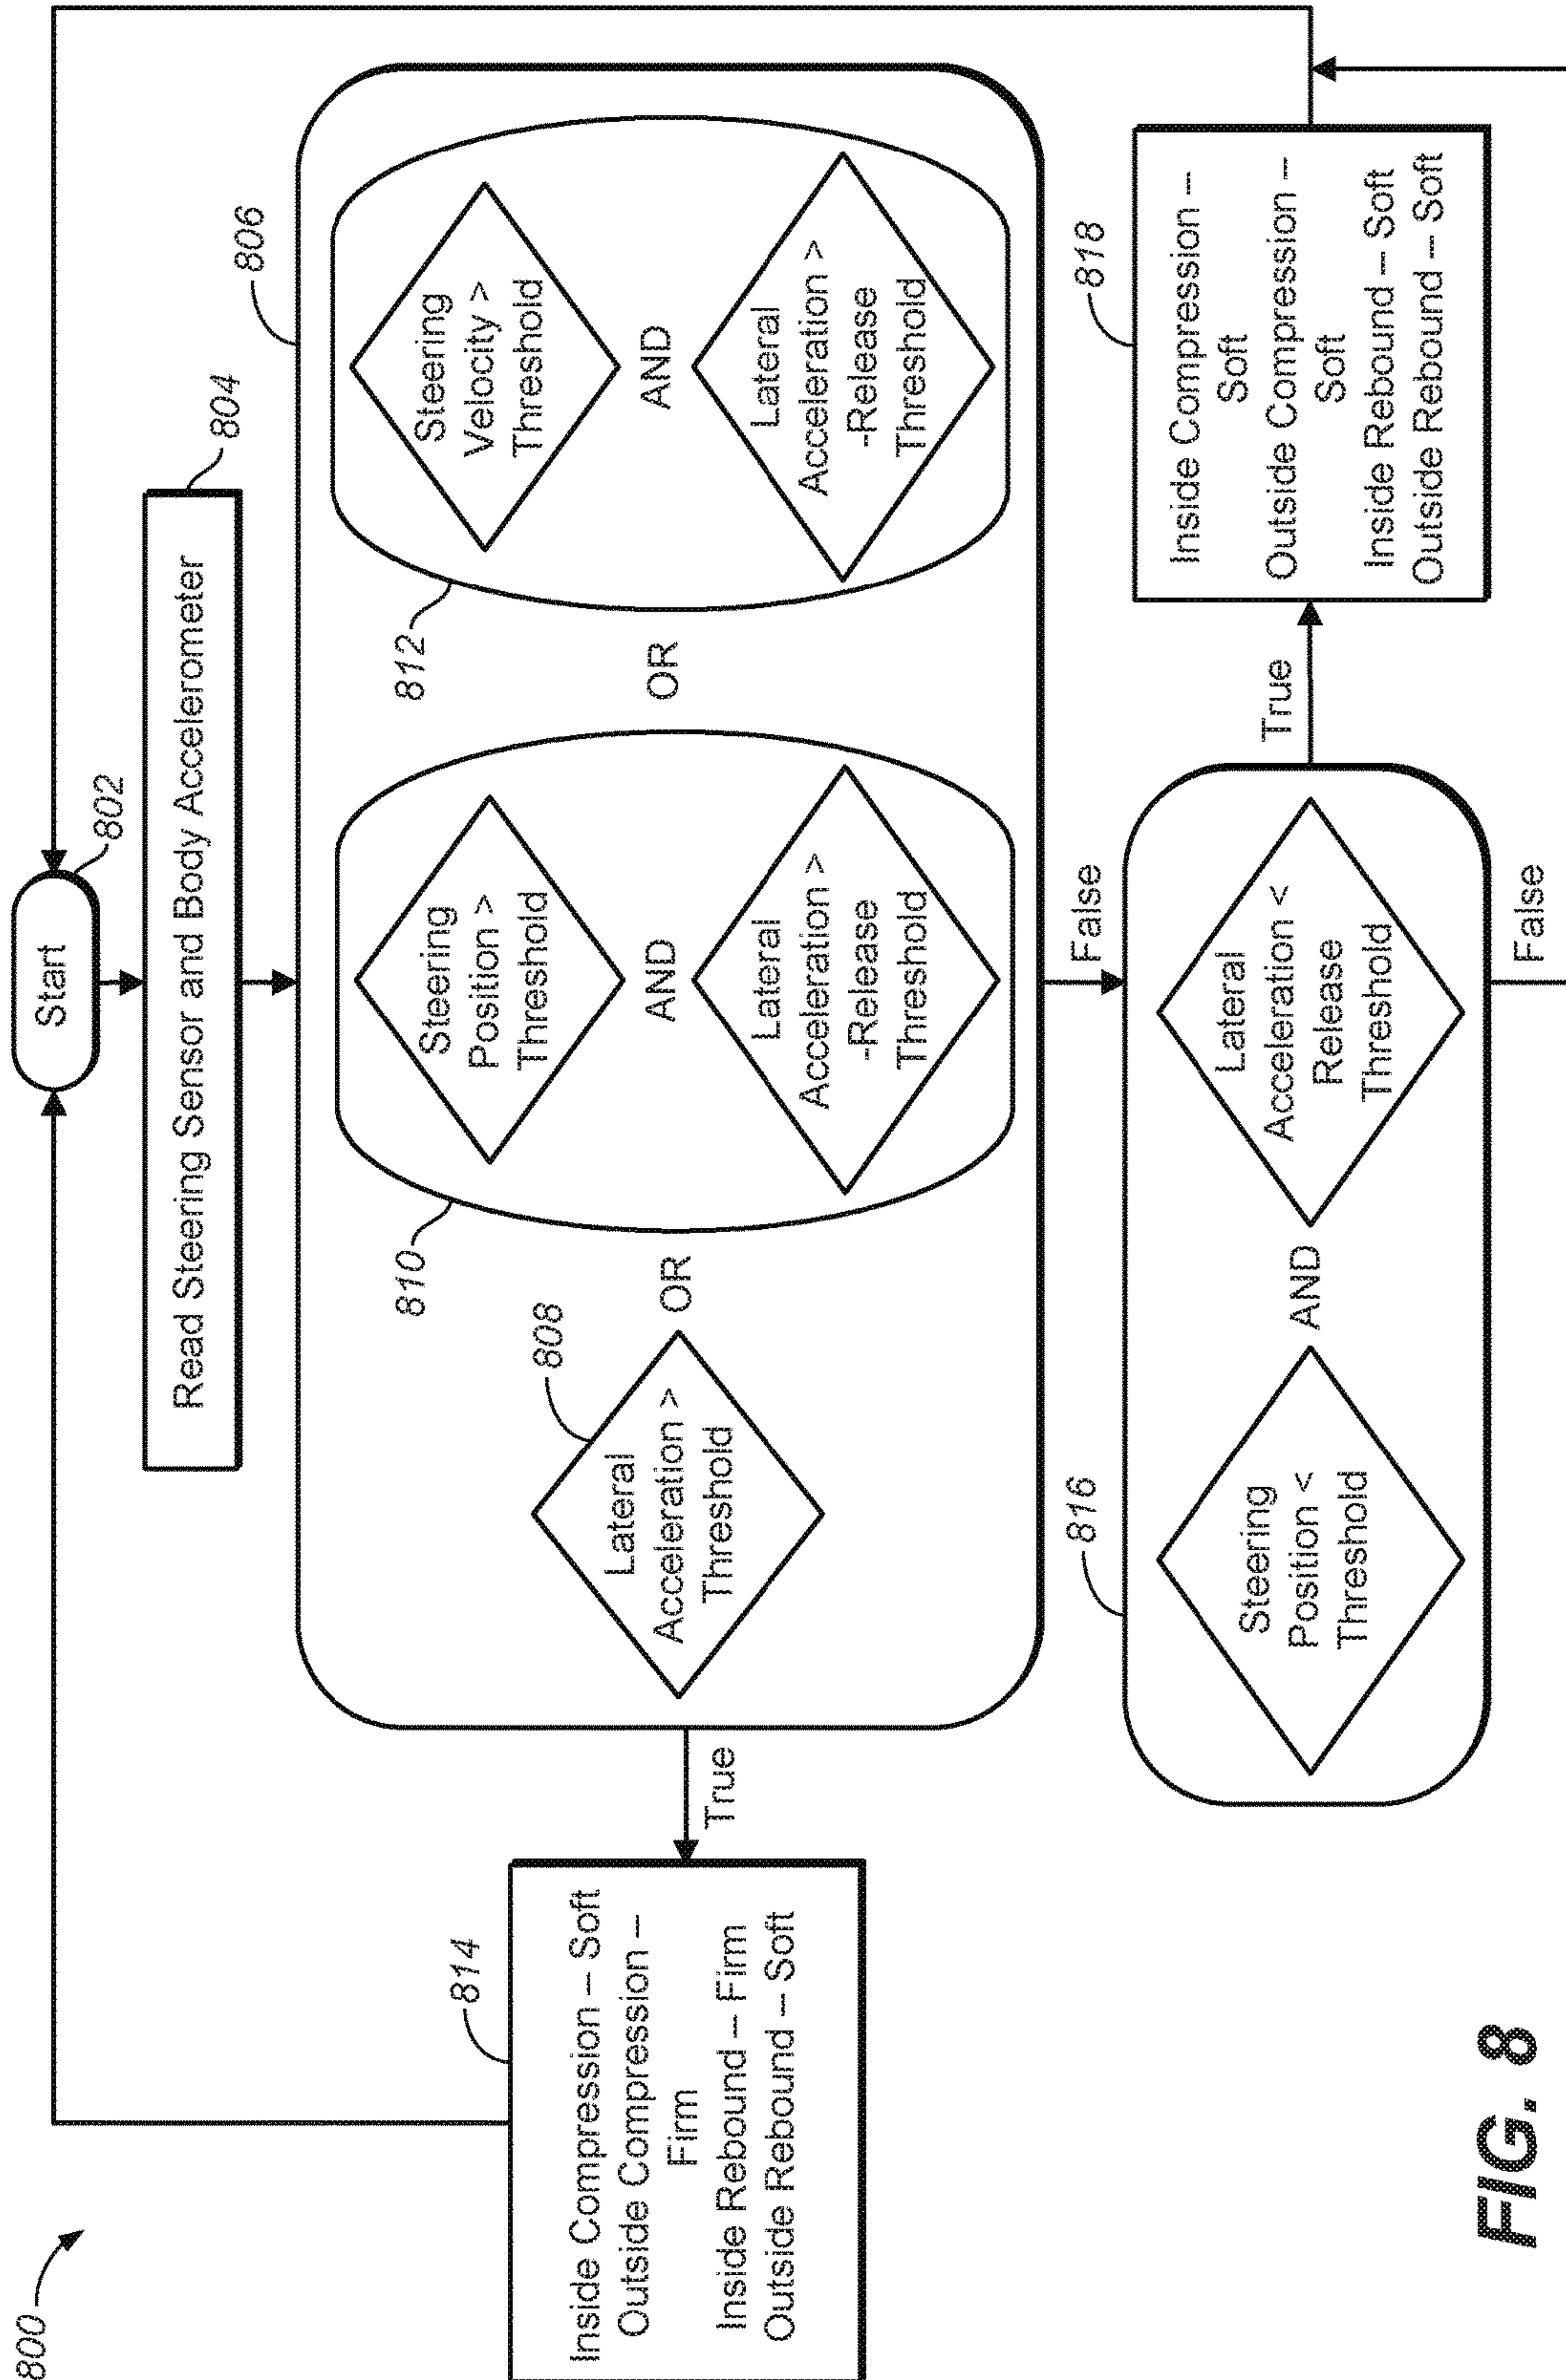 800
Start
802
Read Steering Sensor and Body Accelerometer
804
806
814
Inside Compression – Soft
Outside Compression –
Firm
Inside Rebound – Firm
Outside Rebound – Soft
True
808
Lateral
Acceleration >
Threshold
OR
810
Steering
Position >
Threshold
AND
Lateral
Acceleration >
-Release
Threshold
OR
812
Steering
Velocity >
Threshold
AND
Lateral
Acceleration >
-Release
Threshold
False
816
Steering
Position <
Threshold
AND
Lateral
Acceleration <
Release
Threshold
True
818
Inside Compression –
Soft
Outside Compression –
Soft
Inside Rebound – Soft
Outside Rebound – Soft
False
FIG. 8